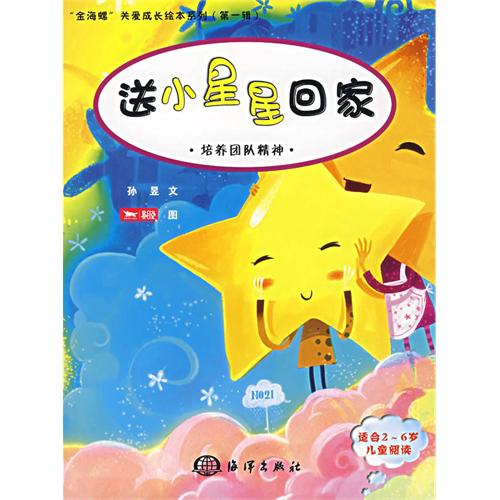 “金海螺”关爱成长绘本系列(第一辑)
送小星星回家
·培养团队精神·
孙昱 文
图
NO21
适合2~6岁
儿童阅读
海洋出版社